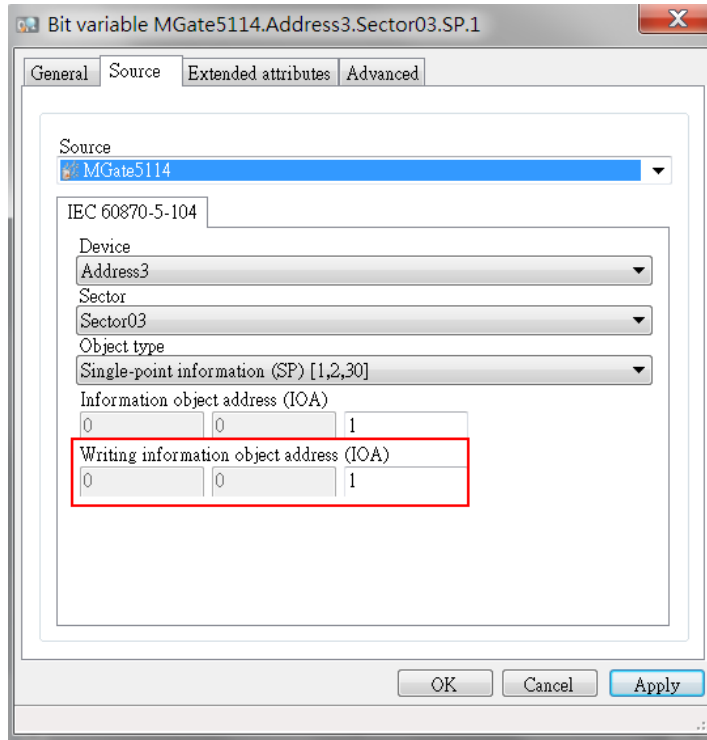 Bit variable MGate5114.Address3.Sector03.SP.1
X
General Source Extended attributes Advanced
Source
MGate5114
IEC 60870-5-104
Device
Address3
Sector
Sector03
Object type
Single-point information (SP) [1,2,30]
Information object address (IOA)
0 0 1
Writing information object address (IOA)
0 0 1
OK Cancel Apply